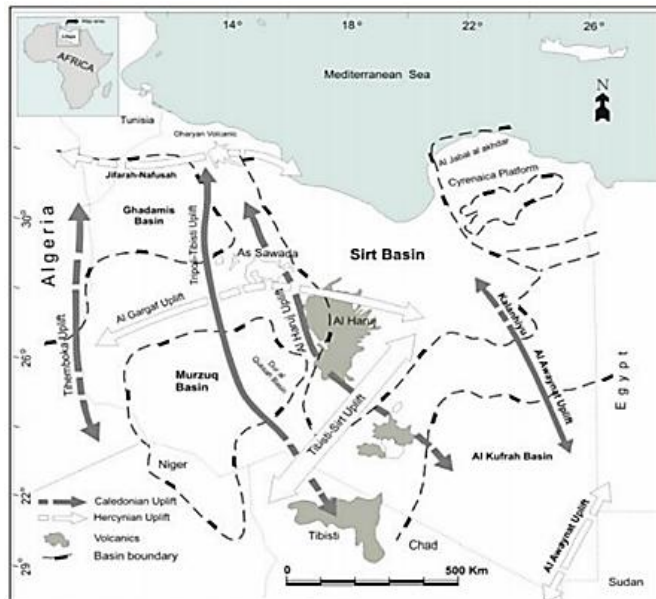 14°
18°
22°
26°
Map area
Libya
AFRICA
Mediterranean Sea
N
Tunisia
Gharyan Volcanic
Al Jabal al akhdar
Cyrenaica Platform
Jifarah-Nafusah
30°
Ghadamis
Basin
Algeria
Tripoli-Tibisti Uplift
As Sawada
Sirt Basin
Al Gargaf Uplift
Al Haruj Uplift
Al Haruj
Kalanhiyu
Al Awaynat Uplift
Tihemboka Uplift
26°
Egypt
Murzuq
Basin
Dur al
Qussah Basin
Tibisti-Sirt Uplift
Niger
Al Kufrah Basin
22°
Caledonian Uplift
Hercynian Uplift
Volcanics
Basin boundary
Tibisti
Chad
Al Awaynat Uplift
29°
0
500 Km
Sudan